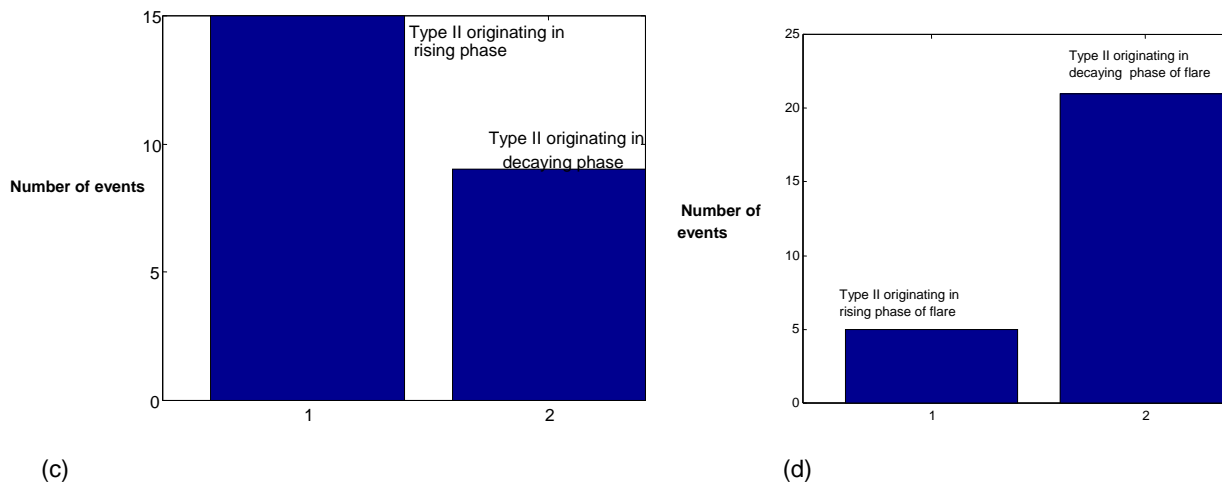 15
Type II originating in
rising phase
10
Type II originating in
decaying phase
Number of events
5
0
1
2
(c)
25
Type II originating in
decaying phase of flare
20
15
Number of
events
10
Type II originating in
rising phase of flare
5
0
1
2
(d)